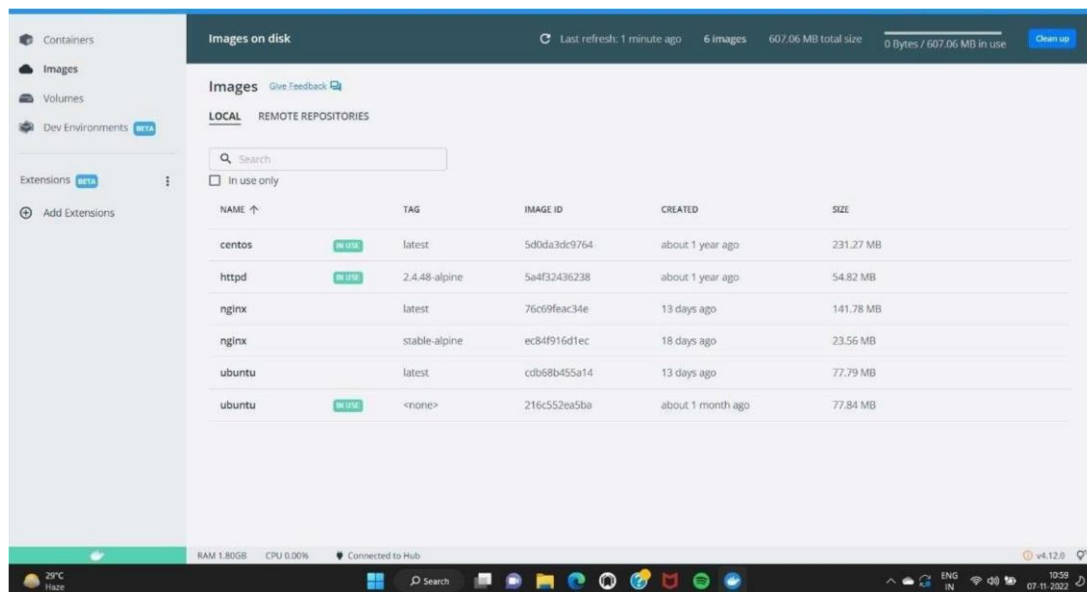 Containers
Images
Volumes
Dev Environments BETA
Extensions BETA
Add Extensions
Images on disk
Last refresh: 1 minute ago 6 images 607.06 MB total size 0 Bytes / 607.06 MB in use Clean up
Images Give Feedback
LOCAL REMOTE REPOSITORIES
Search
In use only
NAME TAG IMAGE ID CREATED SIZE
centos IN USE latest 5d0da3dc9764 about 1 year ago 231.27 MB
httpd IN USE 2.4.48-alpine 5a4f32436238 about 1 year ago 54.82 MB
nginx latest 76c69feac34e 13 days ago 141.78 MB
nginx stable-alpine ec84f916d1ec 18 days ago 23.56 MB
ubuntu latest cdb68b455a14 13 days ago 77.79 MB
ubuntu IN USE <none> 216c552ea5ba about 1 month ago 77.84 MB
RAM 1.80GB CPU 0.00% Connected to Hub v4.12.0
29°C
Haze
Search
ENG
IN
10:59
07-11-2022